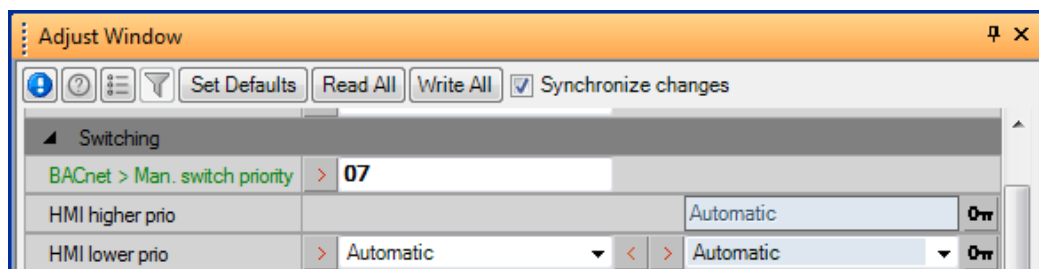 Adjust Window
Set Defaults Read All Write All Synchronize changes
Switching
BACnet > Man. switch priority > 07
HMI higher prio Automatic
HMI lower prio > Automatic < > Automatic